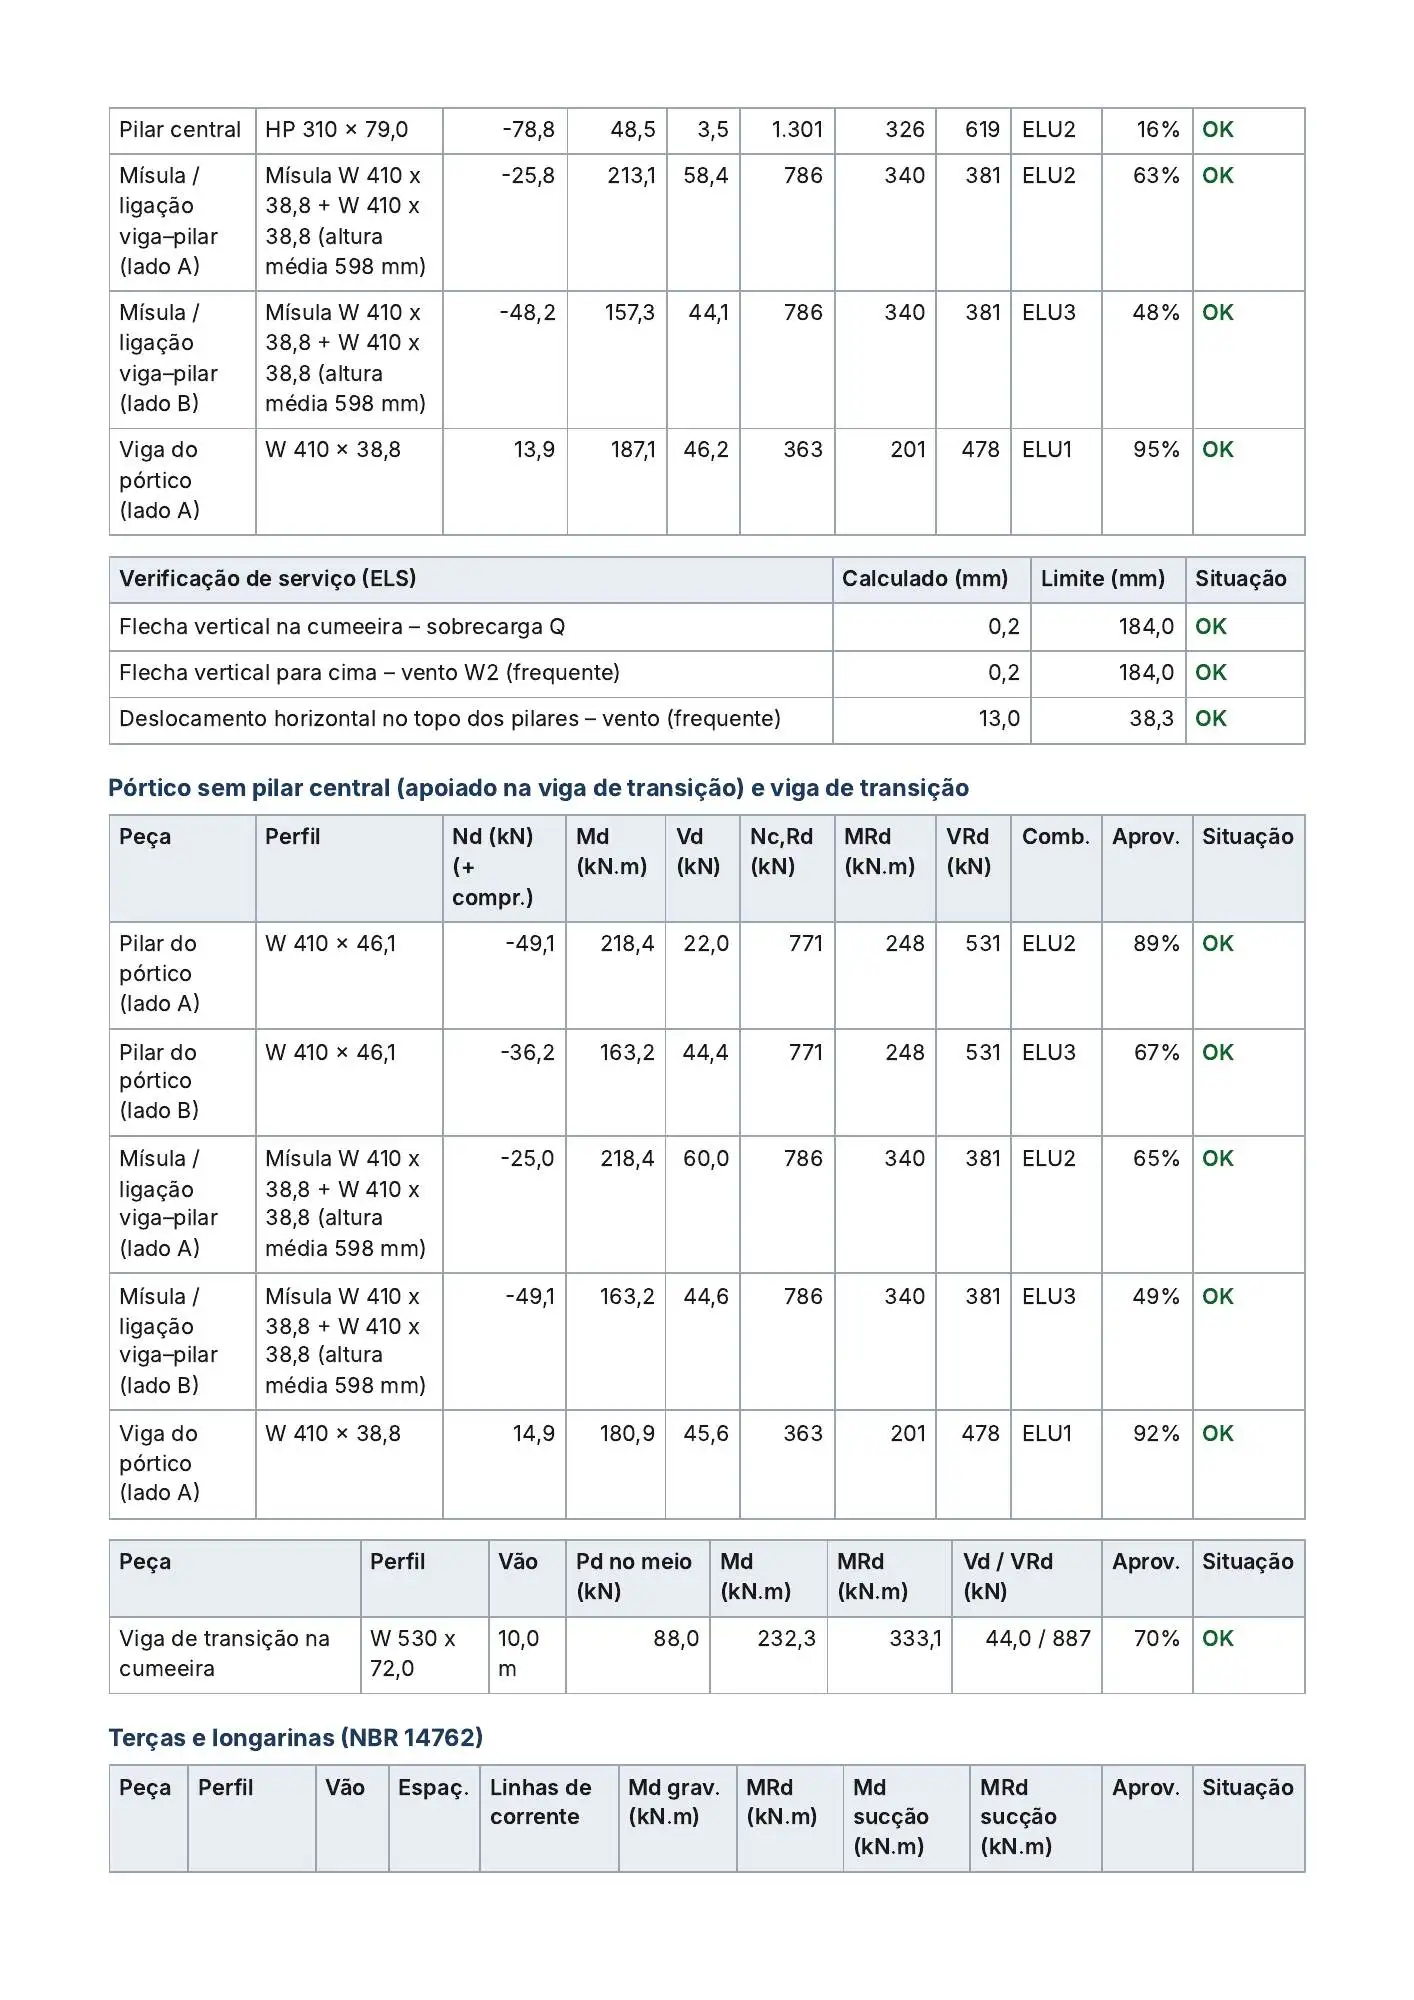 Pilar central HP 310 × 79,0 -78,8 48,5 3,5 1.301 326 619 ELU2 16% OK
Mísula / Mísula W 410 x -25,8 213,1 58,4 786 340 381 ELU2 63% OK
ligação 38,8 + W 410 x
viga–pilar 38,8 (altura
(lado A) média 598 mm)
Mísula / Mísula W 410 x -48,2 157,3 44,1 786 340 381 ELU3 48% OK
ligação 38,8 + W 410 x
viga–pilar 38,8 (altura
(lado B) média 598 mm)
Viga do W 410 × 38,8 13,9 187,1 46,2 363 201 478 ELU1 95% OK
pórtico
(lado A)
Verificação de serviço (ELS) Calculado (mm) Limite (mm) Situação
Flecha vertical na cumeeira – sobrecarga Q 0,2 184,0 OK
Flecha vertical para cima – vento W2 (frequente) 0,2 184,0 OK
Deslocamento horizontal no topo dos pilares – vento (frequente) 13,0 38,3 OK
Pórtico sem pilar central (apoiado na viga de transição) e viga de transição
Peça Perfil Nd (kN) Md Vd Nc,Rd MRd VRd Comb. Aprov. Situação
(+ (kN.m) (kN) (kN) (kN.m) (kN)
compr.)
Pilar do W 410 × 46,1 -49,1 218,4 22,0 771 248 531 ELU2 89% OK
pórtico
(lado A)
Pilar do W 410 × 46,1 -36,2 163,2 44,4 771 248 531 ELU3 67% OK
pórtico
(lado B)
Mísula / Mísula W 410 x -25,0 218,4 60,0 786 340 381 ELU2 65% OK
ligação 38,8 + W 410 x
viga–pilar 38,8 (altura
(lado A) média 598 mm)
Mísula / Mísula W 410 x -49,1 163,2 44,6 786 340 381 ELU3 49% OK
ligação 38,8 + W 410 x
viga–pilar 38,8 (altura
(lado B) média 598 mm)
Viga do W 410 × 38,8 14,9 180,9 45,6 363 201 478 ELU1 92% OK
pórtico
(lado A)
Peça Perfil Vão Pd no meio Md MRd Vd / VRd Aprov. Situação
(kN) (kN.m) (kN.m) (kN)
Viga de transição na W 530 x 10,0 88,0 232,3 333,1 44,0 / 887 70% OK
cumeeira 72,0 m
Terças e longarinas (NBR 14762)
Peça Perfil Vão Espaç. Linhas de Md grav. MRd Md MRd Aprov. Situação
corrente (kN.m) (kN.m) sucção sucção
(kN.m) (kN.m)